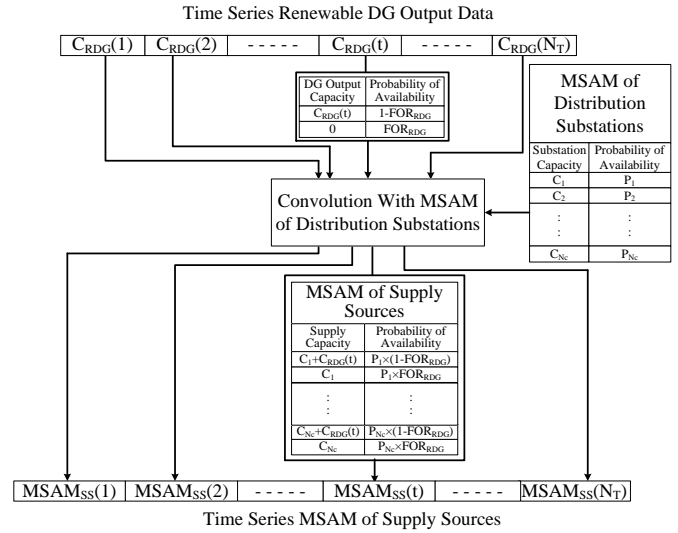 Time Series Renewable DG Output Data
C_RDG(1) C_RDG(2) - - - - - C_RDG(t) - - - - - C_RDG(N_T)
DG Output Capacity Probability of Availability
C_RDG(t) 1-FOR_RDG
0 FOR_RDG
MSAM of
Distribution
Substations
Substation Capacity Probability of Availability
C_1 P_1
C_2 P_2
: :
: :
C_Nc P_Nc
Convolution With MSAM
of Distribution Substations
MSAM of Supply
Sources
Supply Capacity Probability of Availability
C_1+C_RDG(t) P_1×(1-FOR_RDG)
C_1 P_1×FOR_RDG
: :
: :
C_Nc+C_RDG(t) P_Nc×(1-FOR_RDG)
C_Nc P_Nc×FOR_RDG
MSAM_SS(1) MSAM_SS(2) - - - - - MSAM_SS(t) - - - - - MSAM_SS(N_T)
Time Series MSAM of Supply Sources